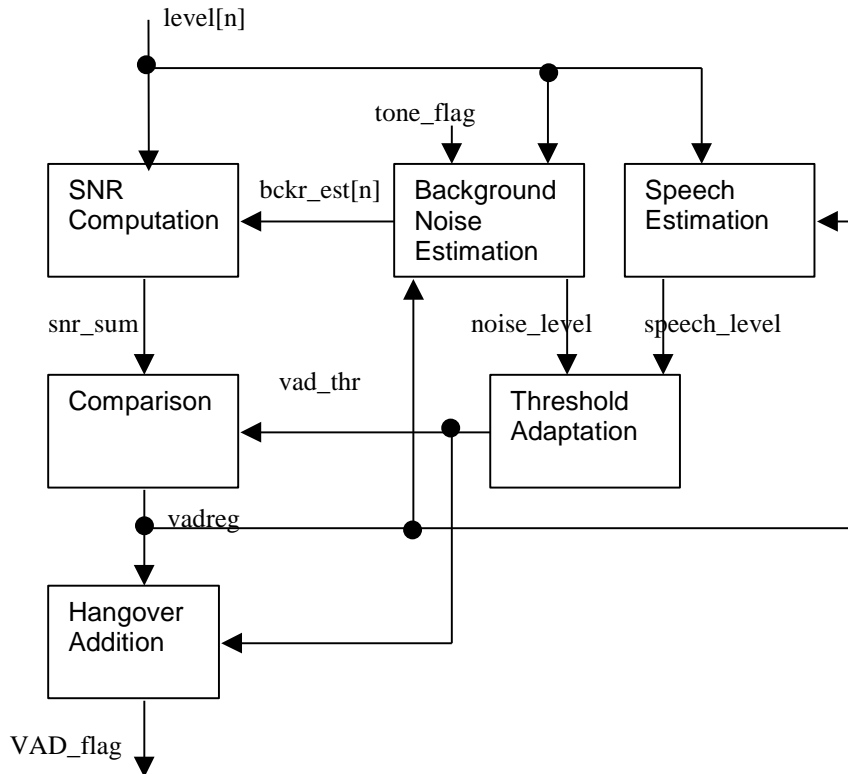 level[n]
tone_flag
SNR
Computation
bckr_est[n]
Background
Noise
Estimation
Speech
Estimation
snr_sum
noise_level
speech_level
Comparison
vad_thr
Threshold
Adaptation
vadreg
Hangover
Addition
VAD_flag